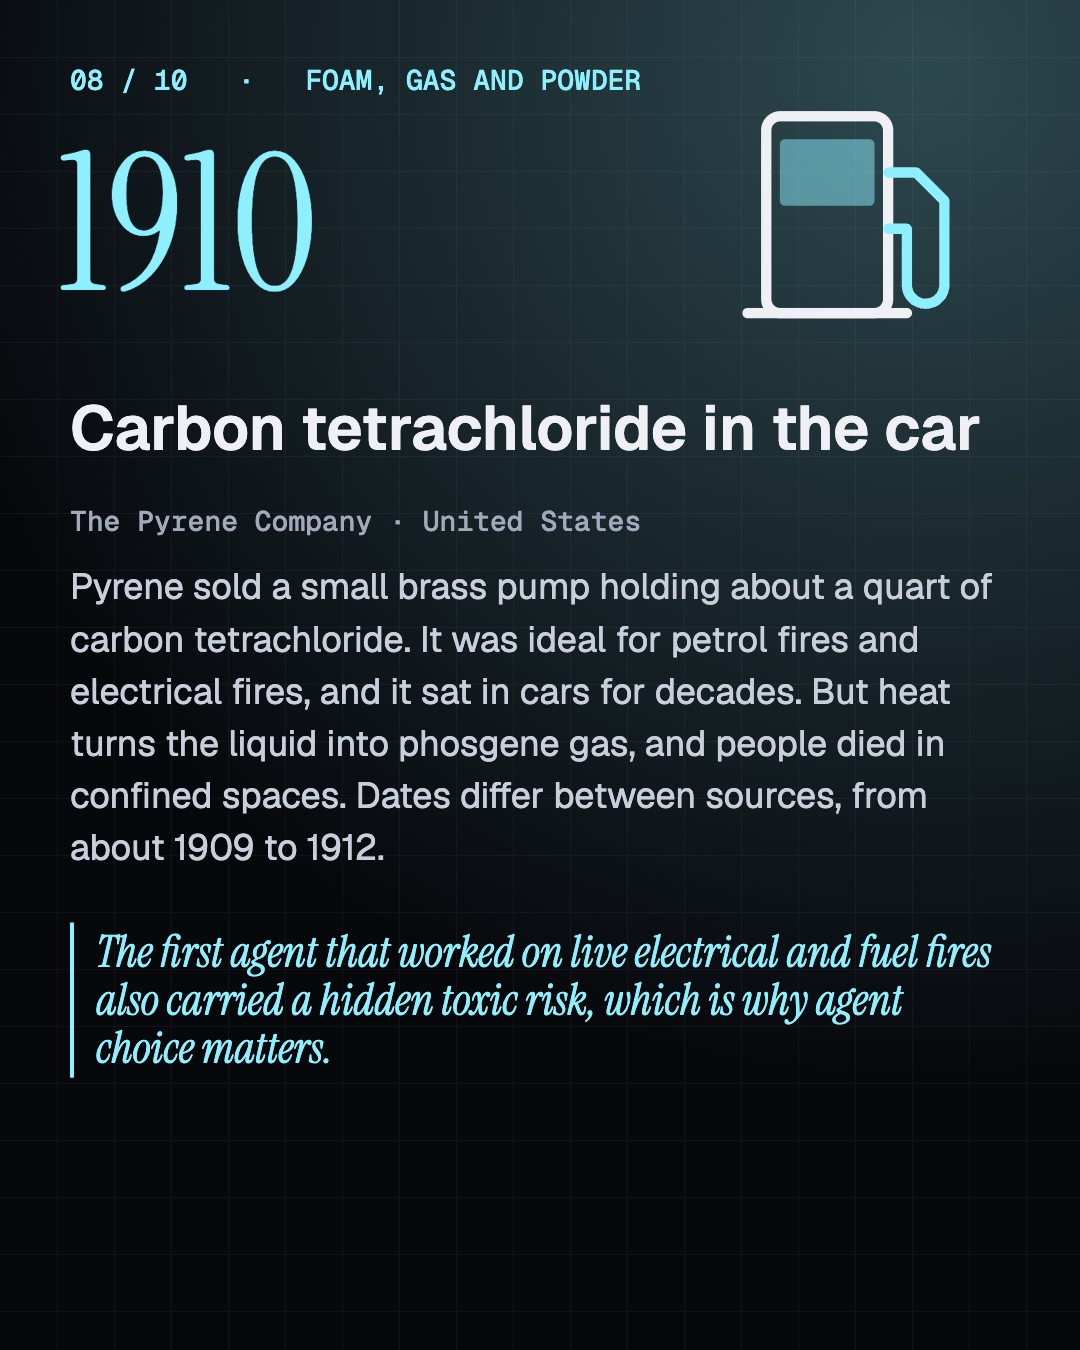 08 / 10 · FOAM, GAS AND POWDER
1910
Carbon tetrachloride in the car
The Pyrene Company · United States
Pyrene sold a small brass pump holding about a quart of
carbon tetrachloride. It was ideal for petrol fires and
electrical fires, and it sat in cars for decades. But heat
turns the liquid into phosgene gas, and people died in
confined spaces. Dates differ between sources, from
about 1909 to 1912.
The first agent that worked on live electrical and fuel fires
also carried a hidden toxic risk, which is why agent
choice matters.